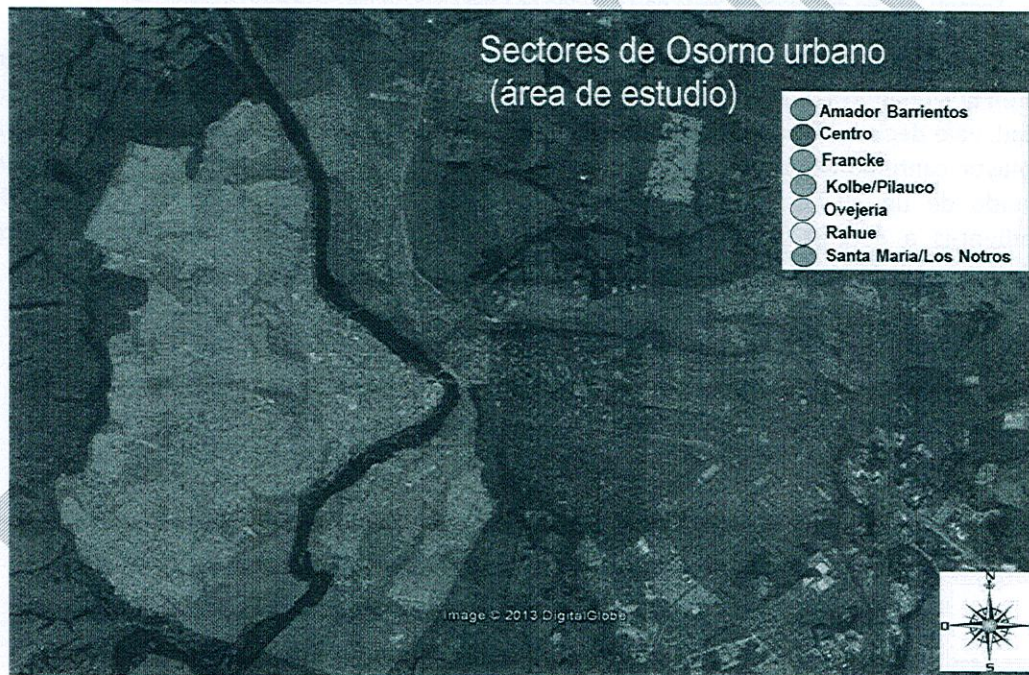 Sectores de Osorno urbano
(área de estudio)
Amador Barrientos
Centro
Francke
Kolbe/Pilauco
Ovejería
Rahue
Santa María/Los Notros
Image © 2013 DigitalGlobe
N
O
E
S